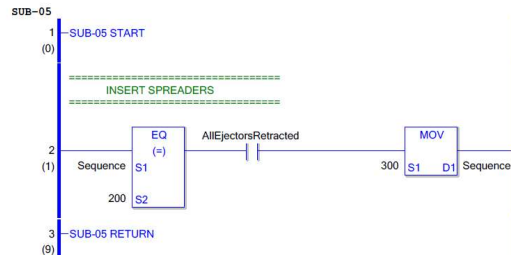 SUB-05
1 SUB-05 START
(0)
==================================
INSERT SPREADERS
==================================
EQ AllEjectorsRetracted MOV
2 (=)
(1) Sequence S1 300 S1 D1 Sequence
200 S2
3 SUB-05 RETURN
(9)